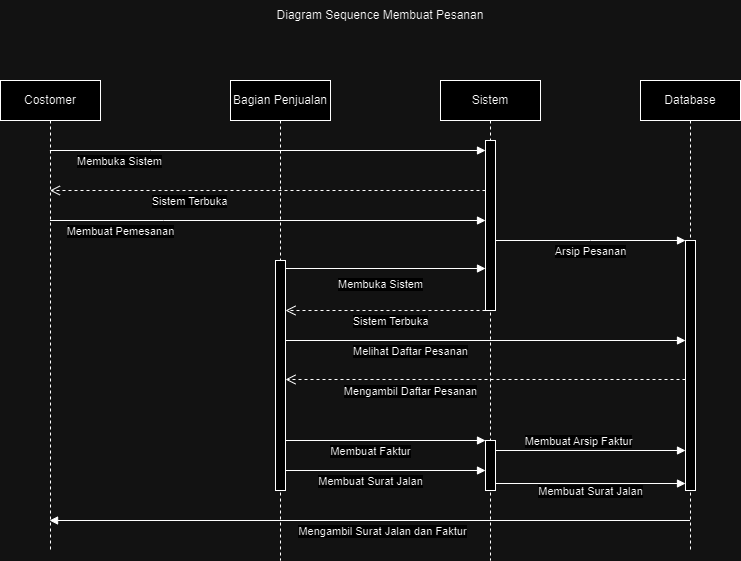 Diagram Sequence Membuat Pesanan
Costomer
Bagian Penjualan
Sistem
Database
Membuka Sistem
Sistem Terbuka
Membuat Pemesanan
Arsip Pesanan
Membuka Sistem
Sistem Terbuka
Melihat Daftar Pesanan
Mengambil Daftar Pesanan
Membuat Arsip Faktur
Membuat Faktur
Membuat Surat Jalan
Membuat Surat Jalan
Mengambil Surat Jalan dan Faktur